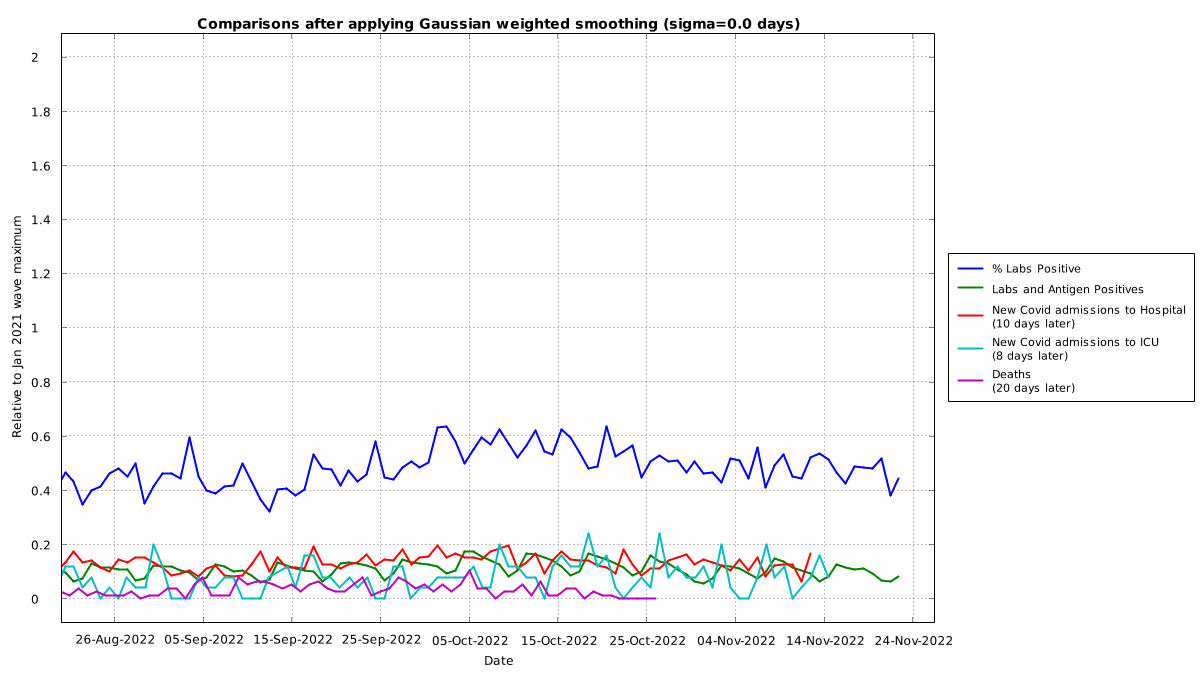 Comparisons after applying Gaussian weighted smoothing (sigma=0.0 days)
Relative to Jan 2021 wave maximum
2
1.8
1.6
1.4
1.2
1
0.8
0.6
0.4
0.2
0
26-Aug-2022 05-Sep-2022 15-Sep-2022 25-Sep-2022 05-Oct-2022 15-Oct-2022 25-Oct-2022 04-Nov-2022 14-Nov-2022 24-Nov-2022
Date
% Labs Positive
Labs and Antigen Positives
New Covid admissions to Hospital
(10 days later)
New Covid admissions to ICU
(8 days later)
Deaths
(20 days later)